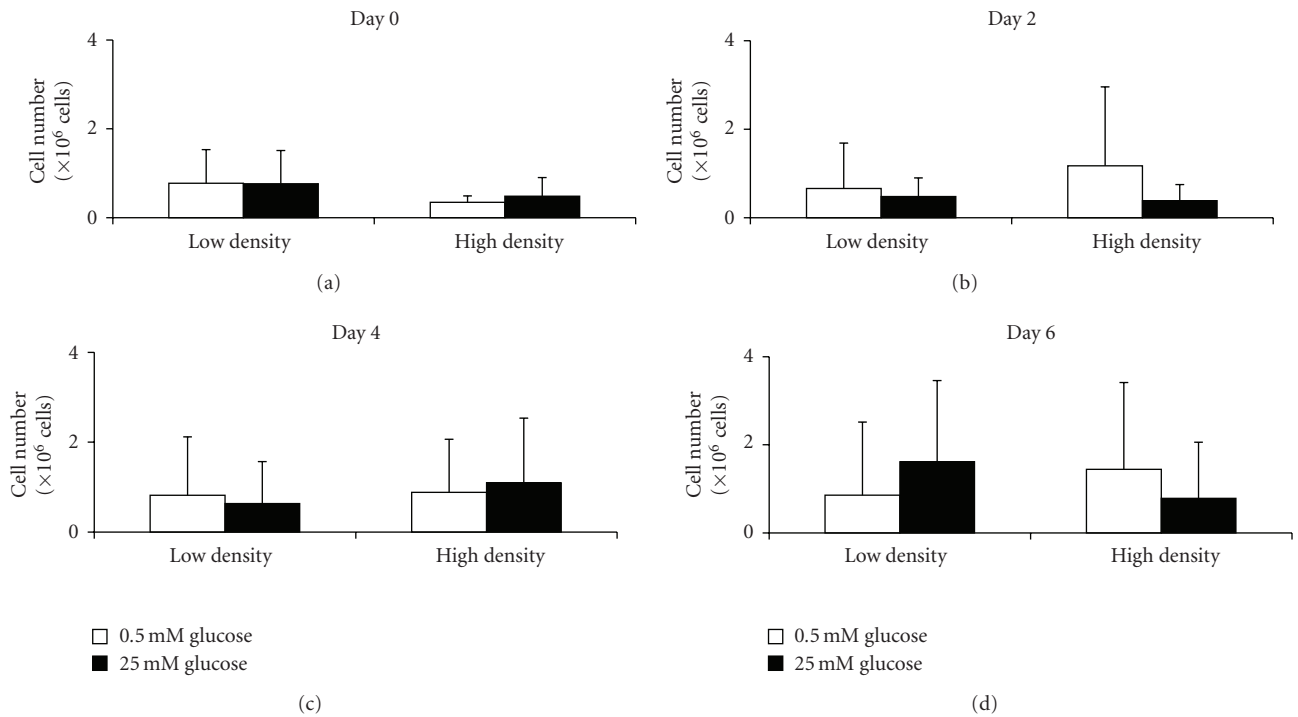 Day 0
Cell number
(×10⁶ cells)
4
2
0
Low density
High density
(a)
Day 2
Cell number
(×10⁶ cells)
4
2
0
Low density
High density
(b)
Day 4
Cell number
(×10⁶ cells)
4
2
0
Low density
High density
0.5 mM glucose
25 mM glucose
(c)
Day 6
Cell number
(×10⁶ cells)
4
2
0
Low density
High density
0.5 mM glucose
25 mM glucose
(d)